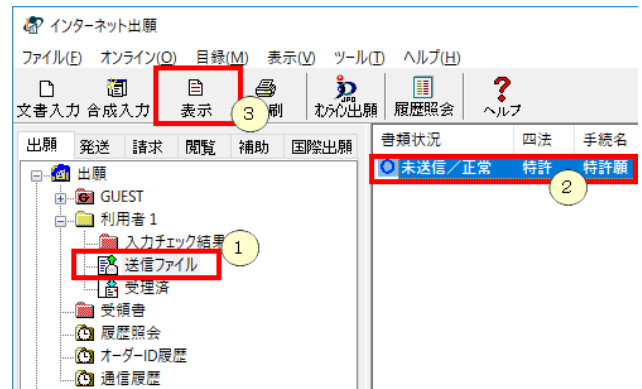 インターネット出願
ファイル(F) オンライン(O) 目録(M) 表示(V) ツール(T) ヘルプ(H)
文書入力 合成入力 表示 3 刷 オンライン出願 履歴照会 ヘルプ
JPO
出願 発送 請求 閲覧 補助 国際出願
書類状況 四法 手続名
未送信/正常 特許 特許願
2
出願
GUEST
利用者1
入力チェック結果
1
送信ファイル
受理済
受領書
履歴照会
オーダーID履歴
通信履歴